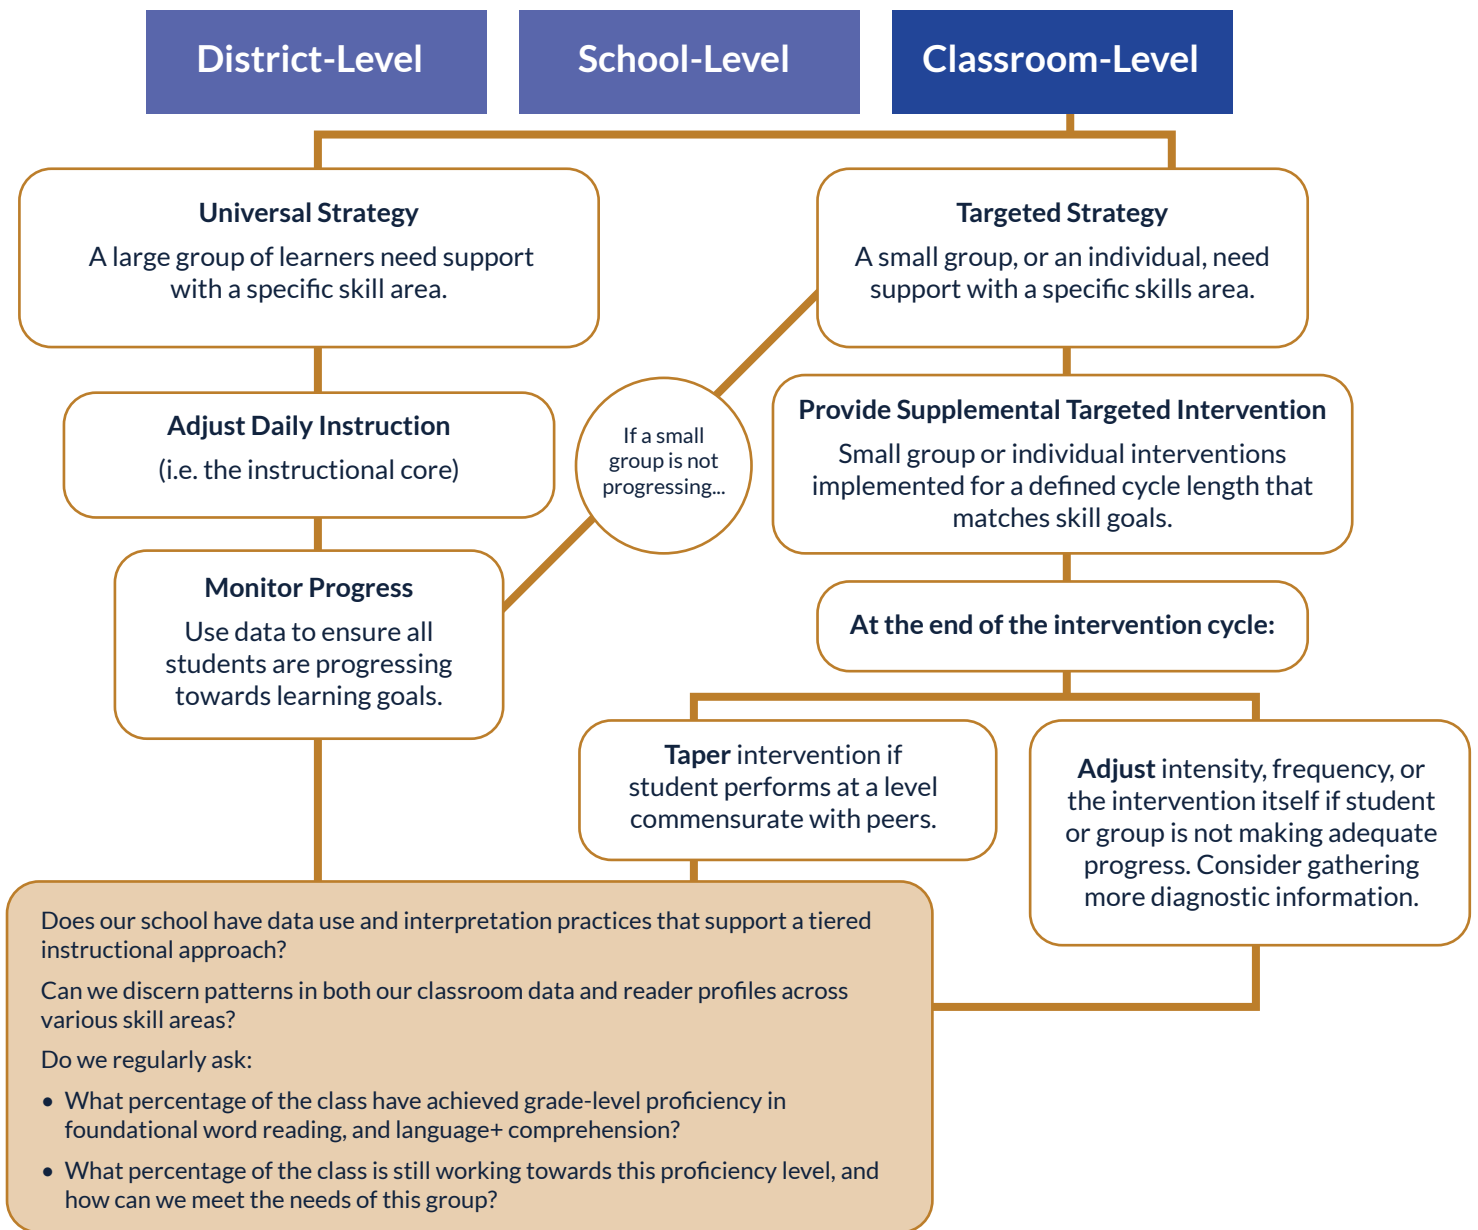 District-Level
School-Level
Classroom-Level
Universal Strategy
A large group of learners need support
with a specific skill area.
Targeted Strategy
A small group, or an individual, need
support with a specific skills area.
Adjust Daily Instruction
(i.e. the instructional core)
If a small
group is not
progressing...
Provide Supplemental Targeted Intervention
Small group or individual interventions
implemented for a defined cycle length that
matches skill goals.
Monitor Progress
Use data to ensure all
students are progressing
towards learning goals.
At the end of the intervention cycle:
Taper intervention if
student performs at a level
commensurate with peers.
Adjust intensity, frequency, or
the intervention itself if student
or group is not making adequate
progress. Consider gathering
more diagnostic information.
Does our school have data use and interpretation practices that support a tiered
instructional approach?
Can we discern patterns in both our classroom data and reader profiles across
various skill areas?
Do we regularly ask:
• What percentage of the class have achieved grade-level proficiency in
foundational word reading, and language+ comprehension?
• What percentage of the class is still working towards this proficiency level, and
how can we meet the needs of this group?